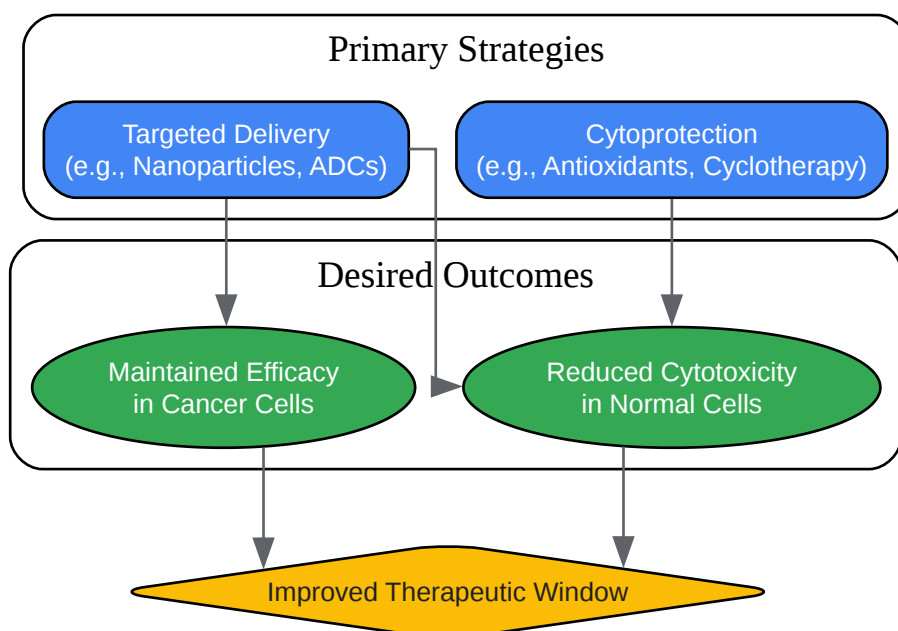 Primary Strategies
Targeted Delivery
(e.g., Nanoparticles, ADCs)
Cytoprotection
(e.g., Antioxidants, Cyclotherapy)
Desired Outcomes
Maintained Efficacy
in Cancer Cells
Reduced Cytotoxicity
in Normal Cells
Improved Therapeutic Window